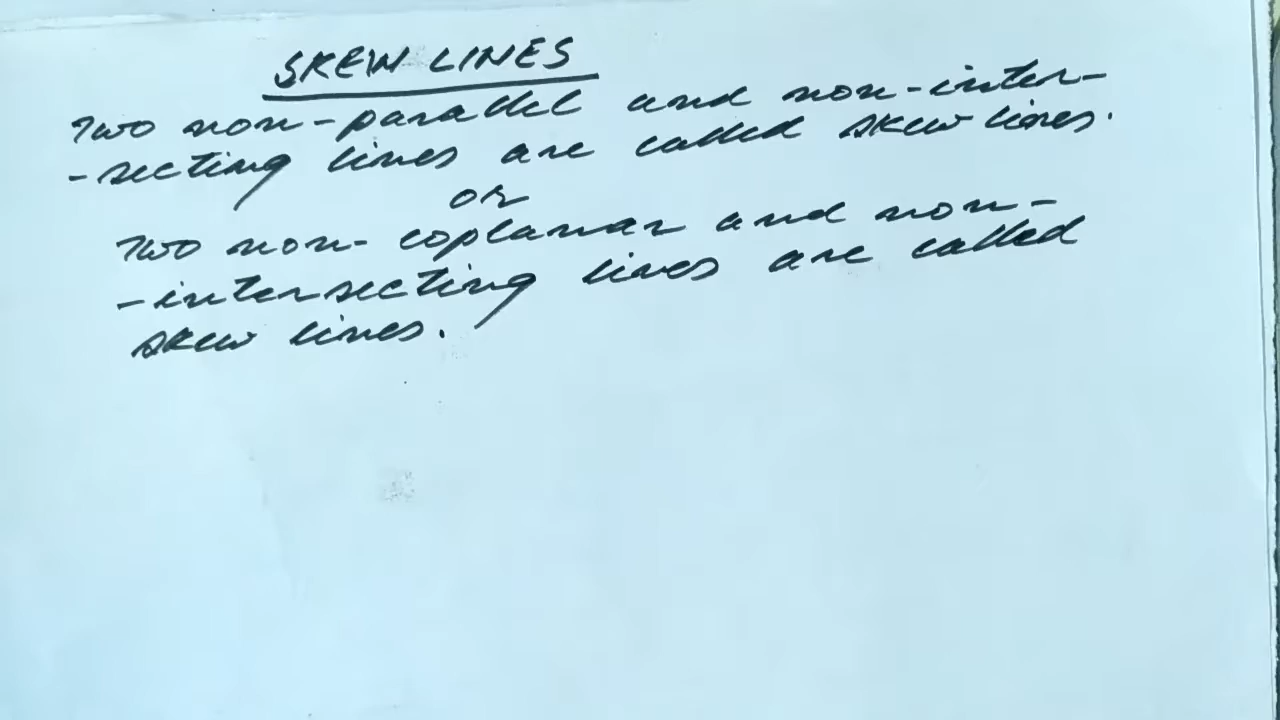 SKEW LINES
Two non-parallel and non-inter-
-secting lines are called skew lines.
or
Two non-coplanar and non-
-intersecting lines are called
skew lines.